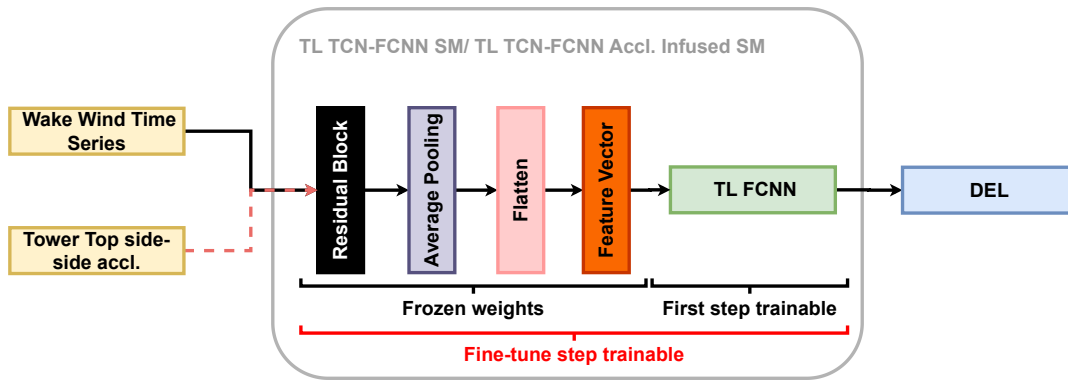 TL TCN-FCNN SM/ TL TCN-FCNN Accl. Infused SM
Wake Wind Time
Series
Tower Top side-
side accl.
Residual Block
Average Pooling
Flatten
Feature Vector
TL FCNN
DEL
Frozen weights
First step trainable
Fine-tune step trainable